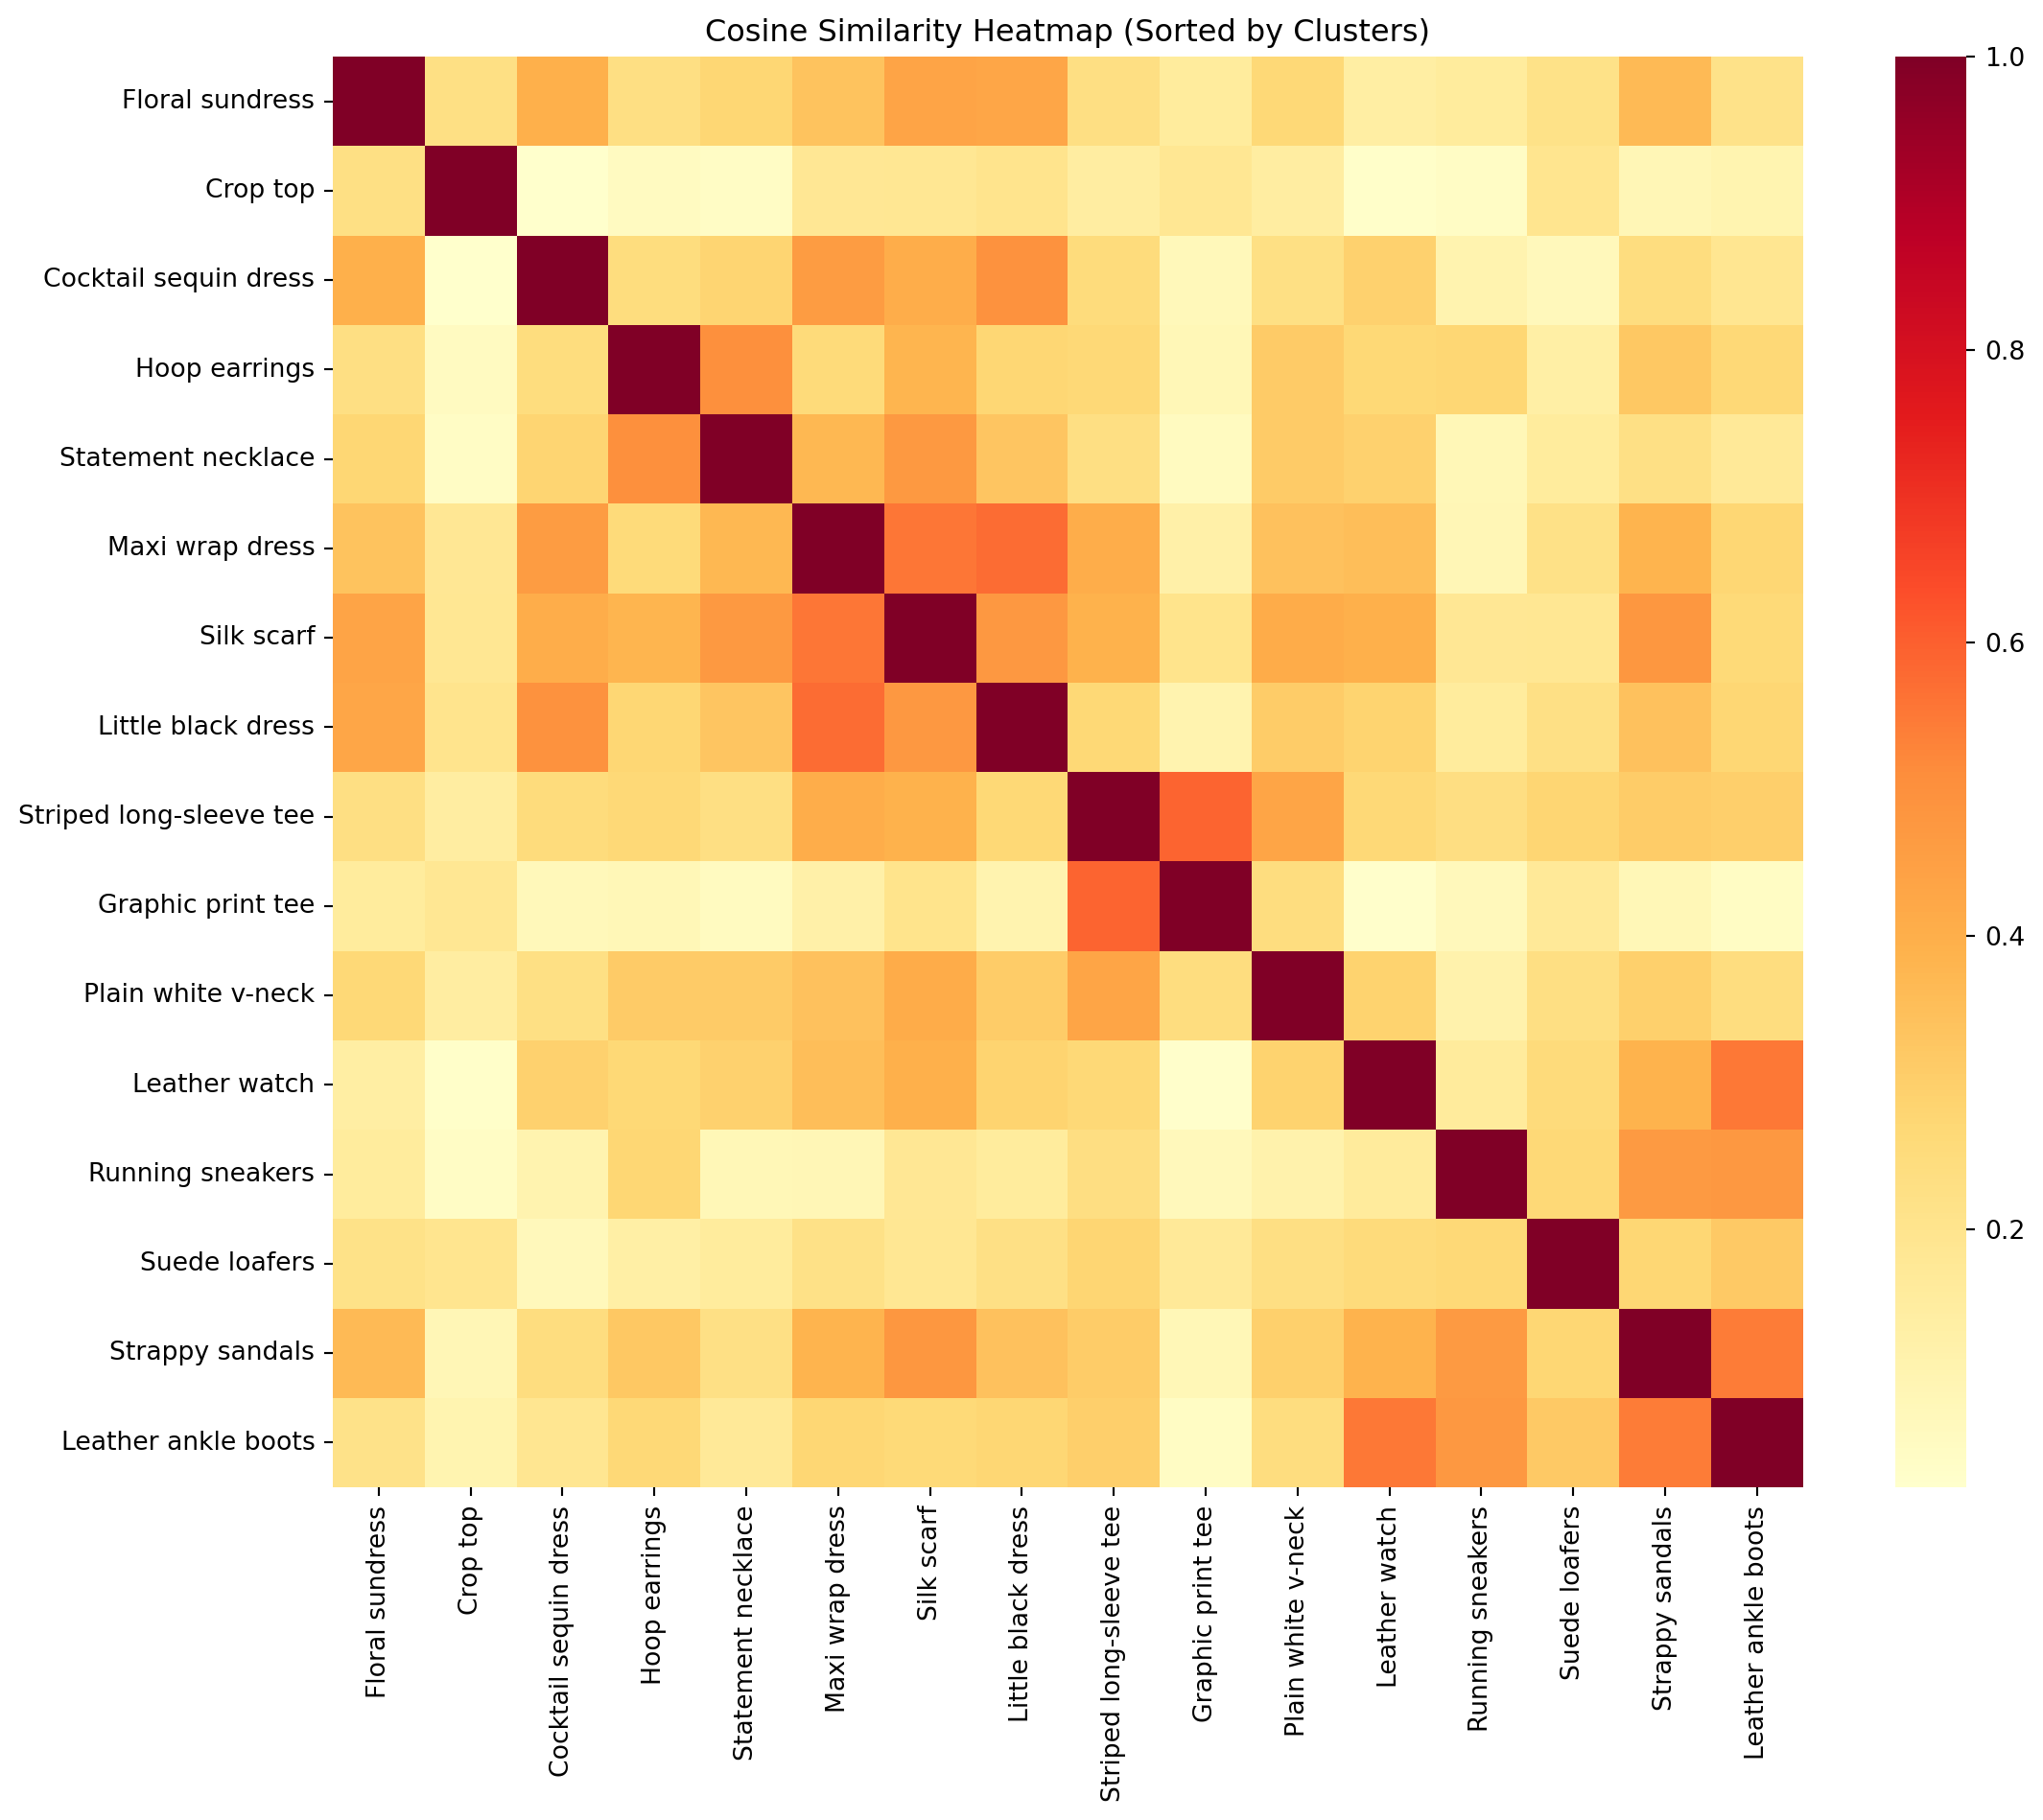 Cosine Similarity Heatmap (Sorted by Clusters)
Floral sundress
Crop top
Cocktail sequin dress
Hoop earrings
Statement necklace
Maxi wrap dress
Silk scarf
Little black dress
Striped long-sleeve tee
Graphic print tee
Plain white v-neck
Leather watch
Running sneakers
Suede loafers
Strappy sandals
Leather ankle boots
Floral sundress
Crop top
Cocktail sequin dress
Hoop earrings
Statement necklace
Maxi wrap dress
Silk scarf
Little black dress
Striped long-sleeve tee
Graphic print tee
Plain white v-neck
Leather watch
Running sneakers
Suede loafers
Strappy sandals
Leather ankle boots
1.0
0.8
0.6
0.4
0.2